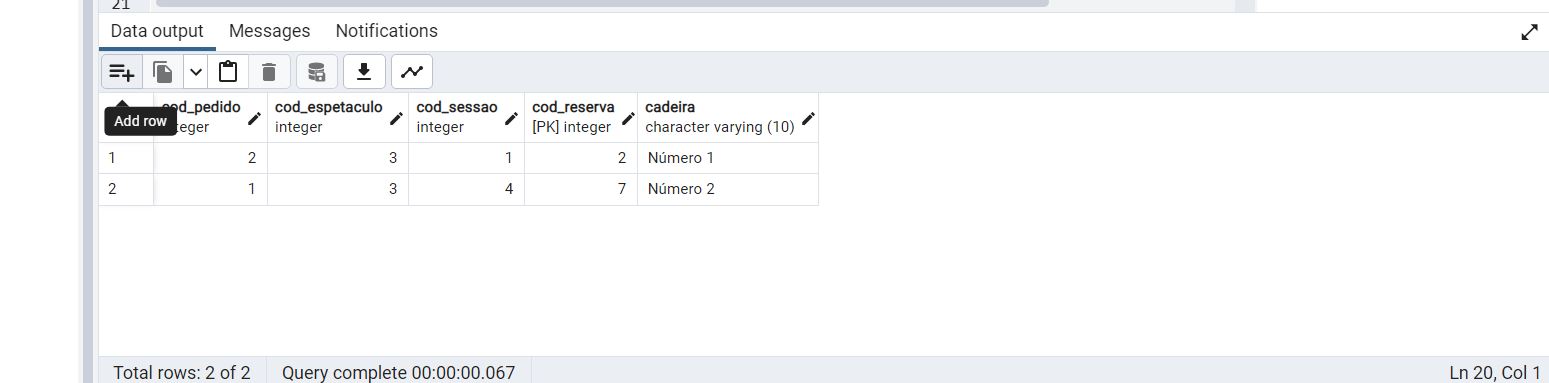 21
Data output Messages Notifications
cod_pedido cod_espetaculo cod_sessao cod_reserva cadeira
Add row
integer integer [PK] integer character varying (10)
1 2 3 1 2 Número 1
2 1 3 4 7 Número 2
Total rows: 2 of 2 Query complete 00:00:00.067 Ln 20, Col 1